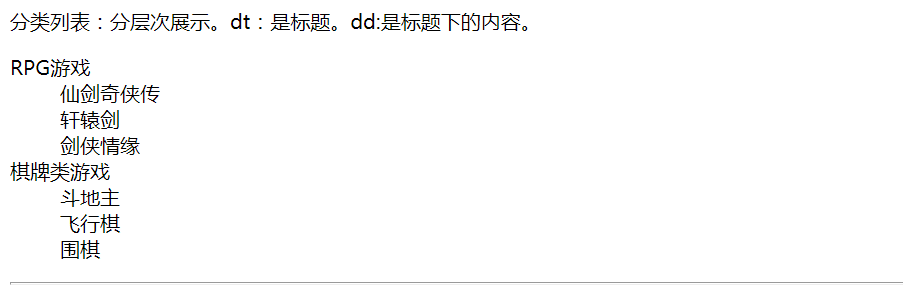 分类列表：分层次展示。dt：是标题。dd:是标题下的内容。
RPG游戏
仙剑奇侠传
轩辕剑
剑侠情缘
棋牌类游戏
斗地主
飞行棋
围棋